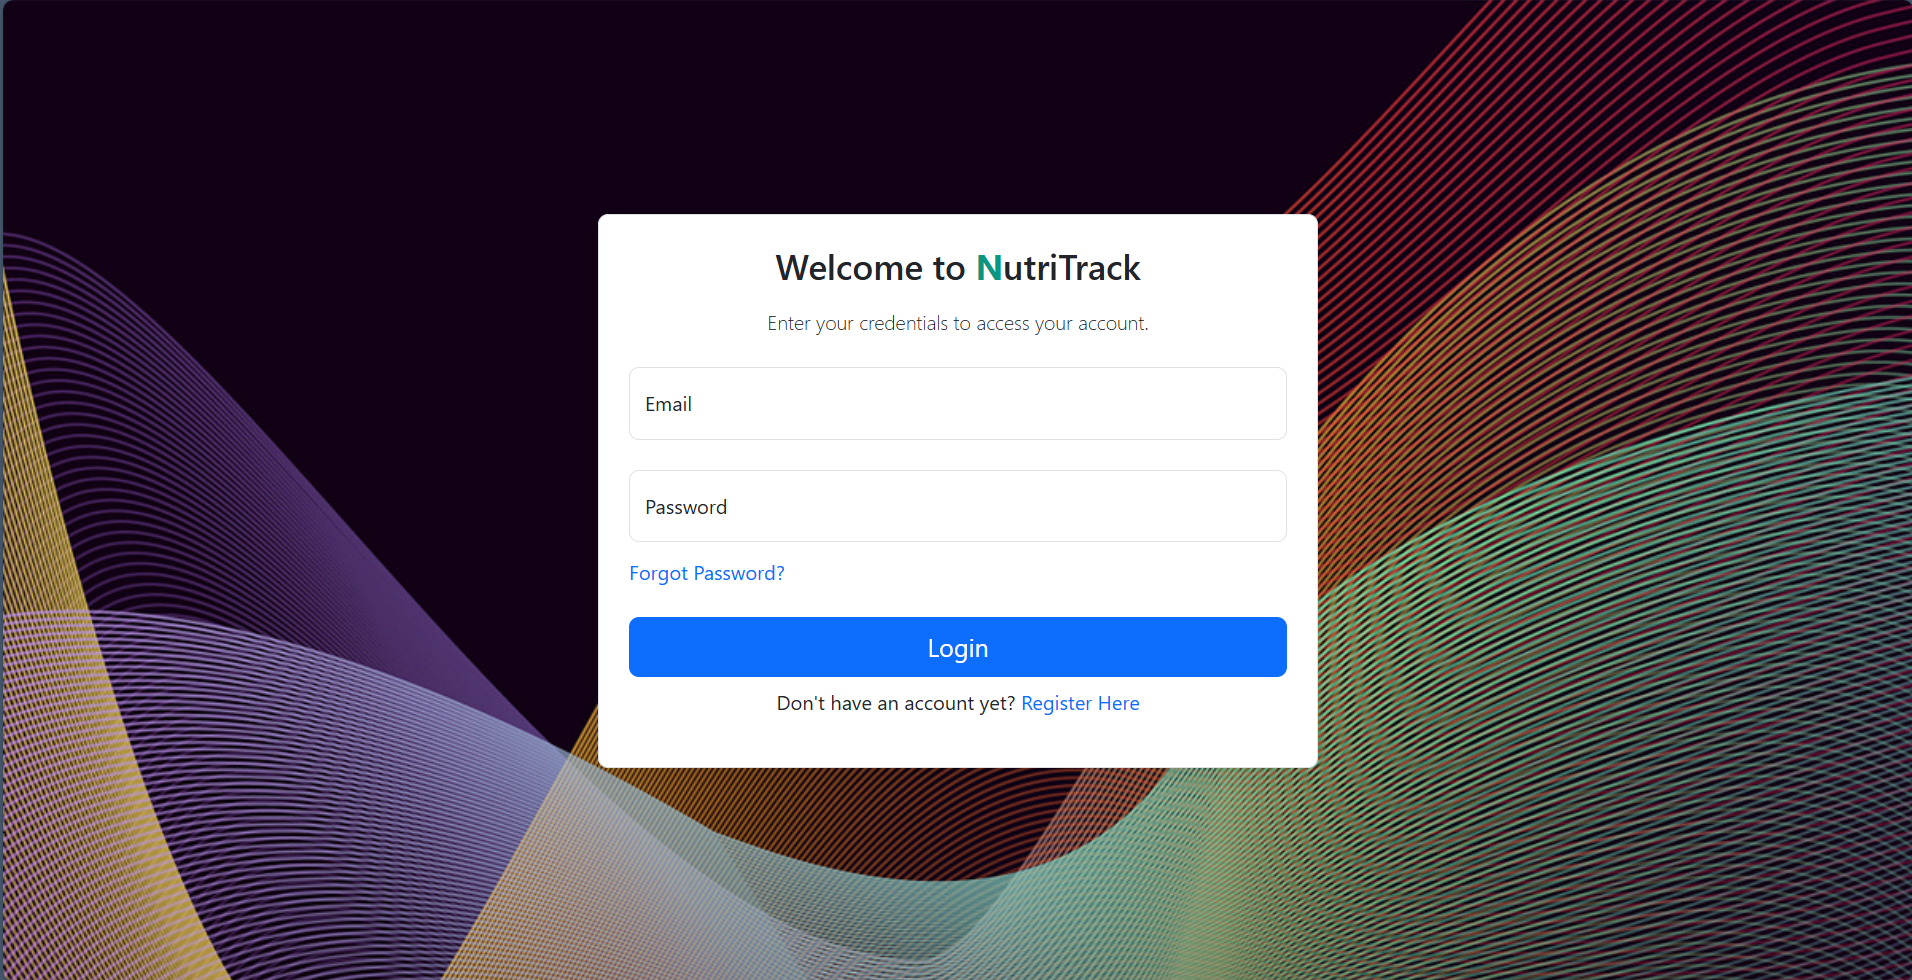 Welcome to NutriTrack
Enter your credentials to access your account.
Email
Password
Forgot Password?
Login
Don't have an account yet? Register Here